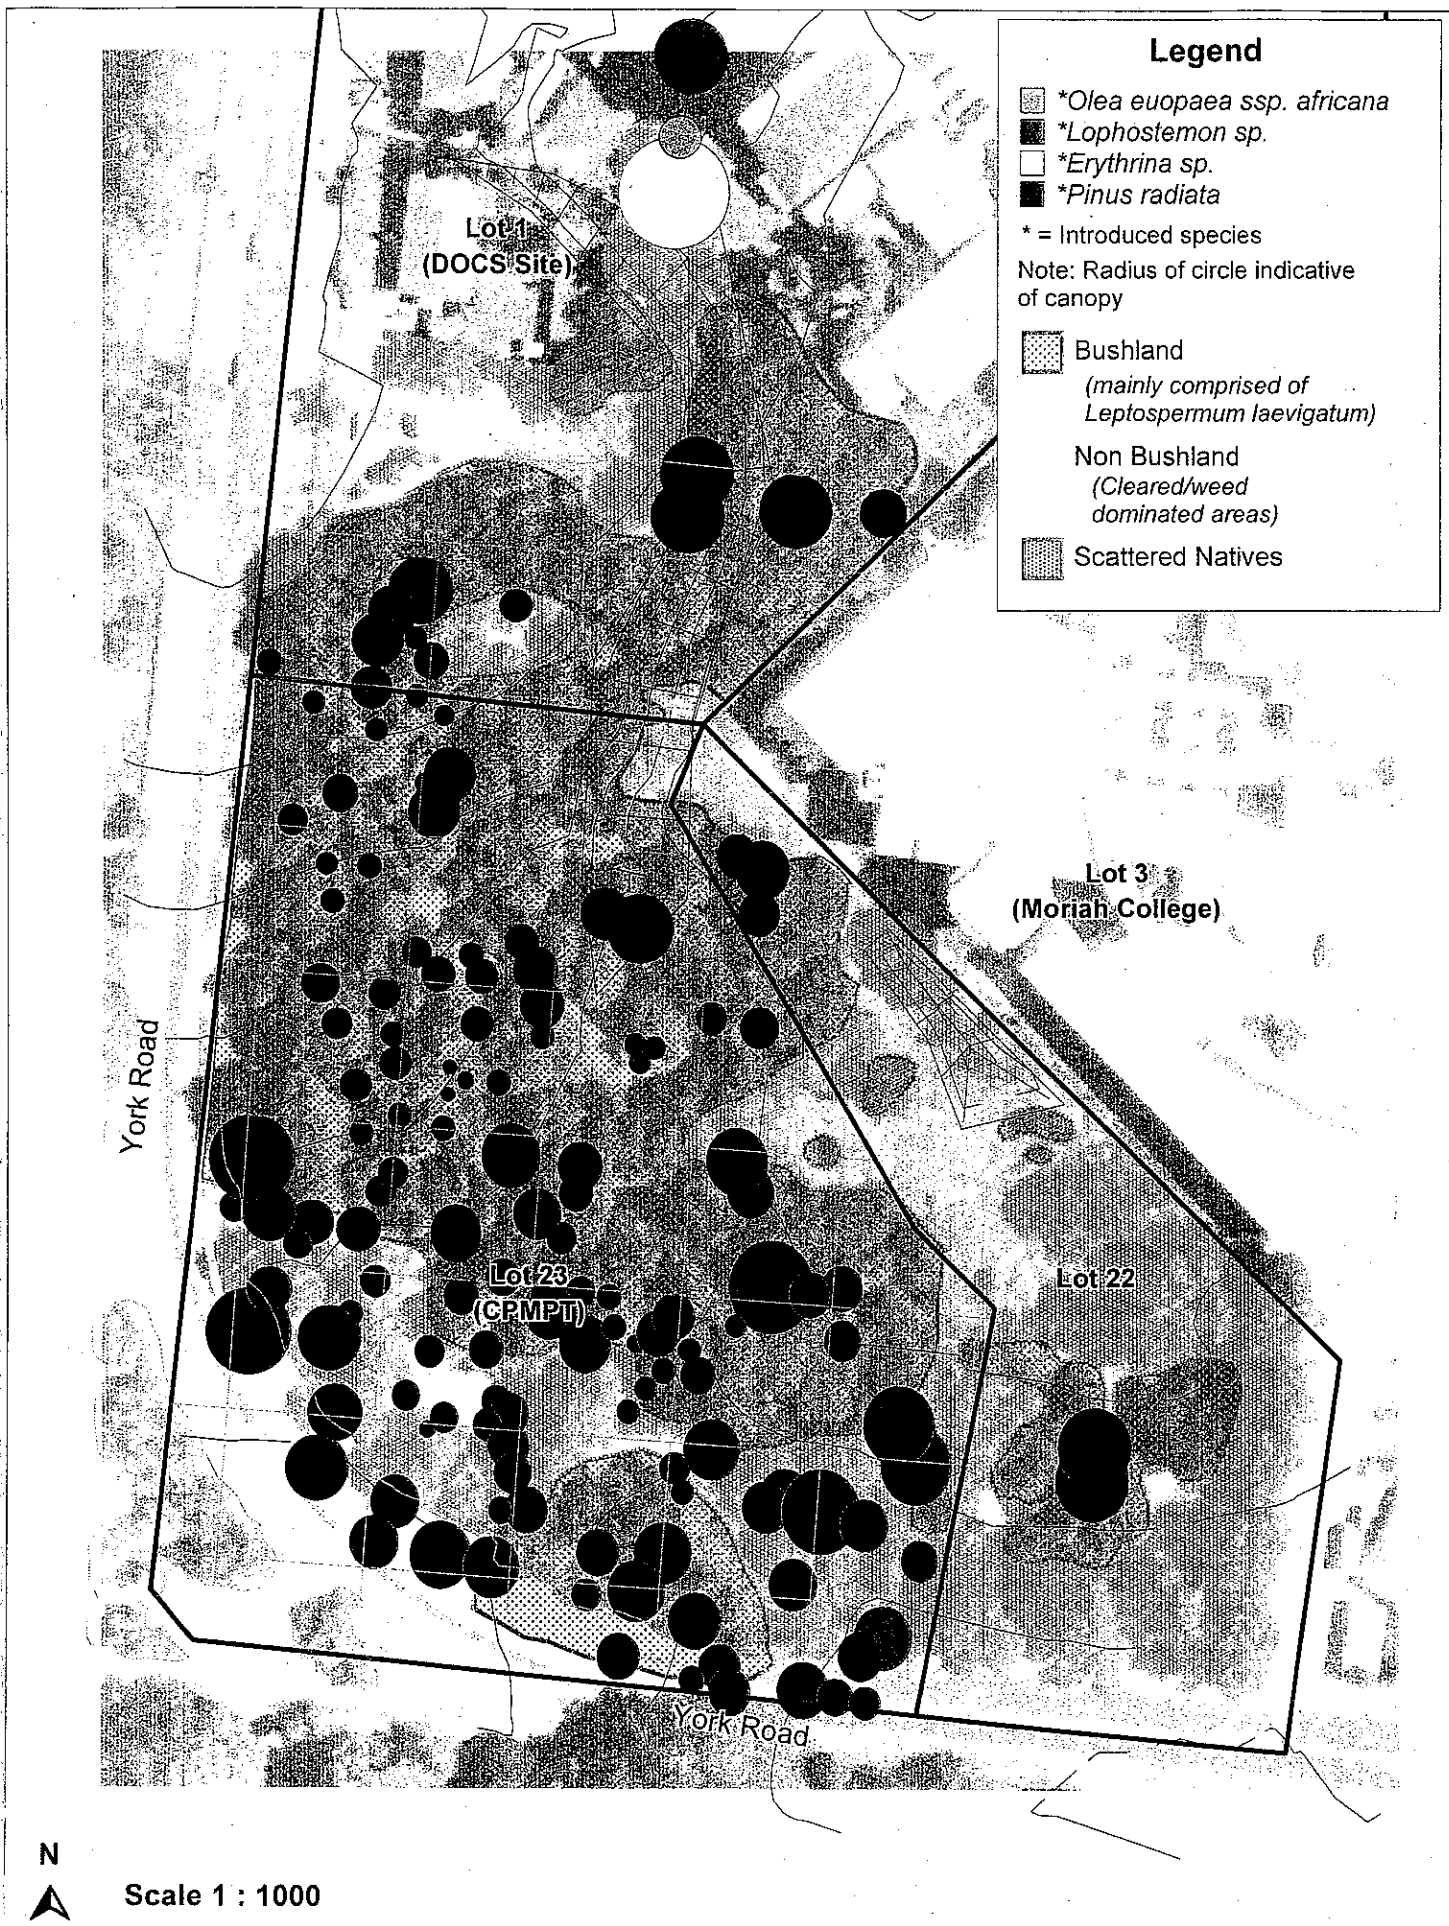 Legend
*Olea euopaea ssp. africana
*Lophostemon sp.
*Erythrina sp.
*Pinus radiata
* = Introduced species
Note: Radius of circle indicative
of canopy
Bushland
(mainly comprised of
Leptospermum laevigatum)
Non Bushland
(Cleared/weed
dominated areas)
Scattered Natives
Lot 1
(DOCS Site)
Lot 3
(Moriah College)
York Road
Lot 23
(CPMPT)
Lot 22
York Road
N
Scale 1 : 1000